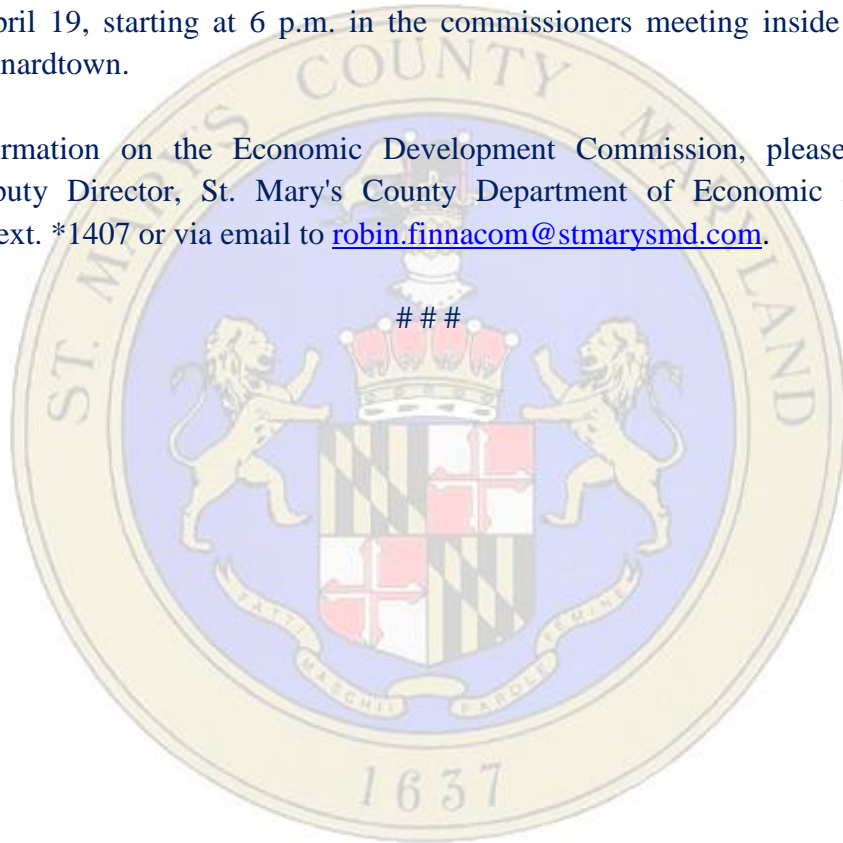 pril 19, starting at 6 p.m. in the commissioners meeting inside
nardtown.
rmation on the Economic Development Commission, please
puty Director, St. Mary's County Department of Economic
ext. *1407 or via email to robin.finnacom@stmarysmd.com.
# # #
ST. MARY'S COUNTY MARYLAND
FATTI MASCHII PAROLE FEMINE
1637